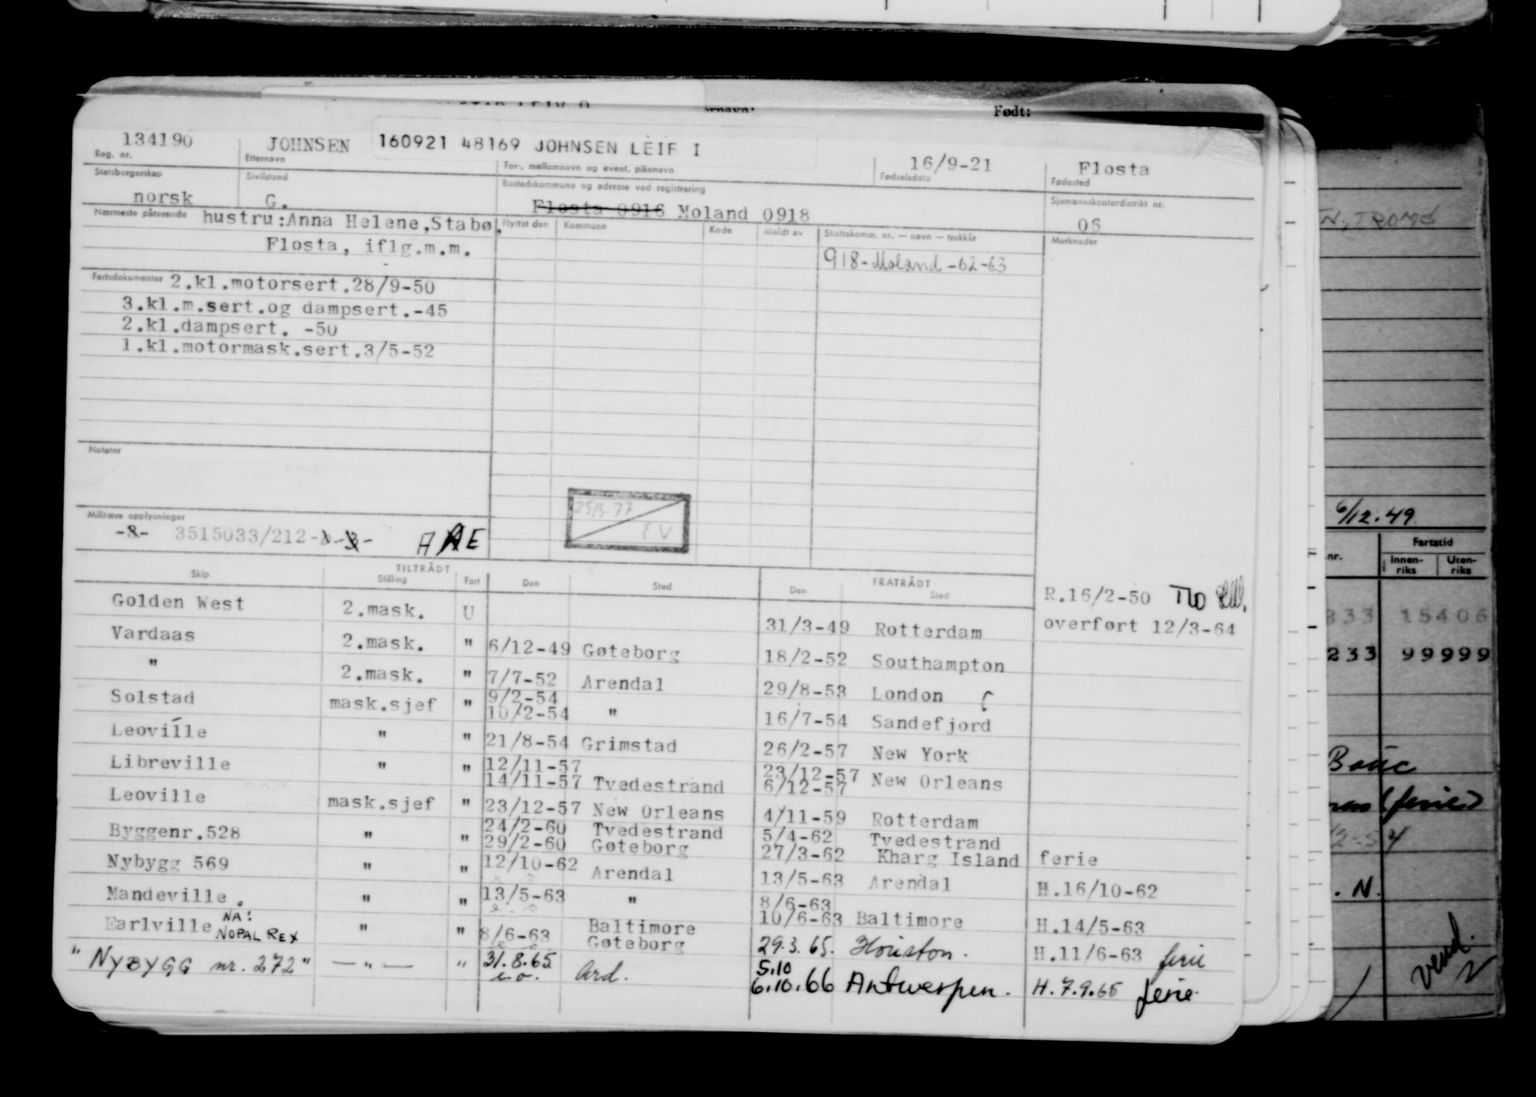 Født:
134190 JOHNSEN 160921 48169 JOHNSEN LEIF I 16/9-21 Flosta
Reg. nr. Etternavn For-, mellomnavn og event. pikenavn Fødselsdato Fødested
Statsborgerskap Sivilstand Bostedskommune og adresse ved registrering Sjømannskontordistrikt nr.
norsk G. Flosta 0916 Moland 0918 06
Nærmeste pårørende hustru:Anna Helene,Stabø, Flyttet den Kommune Kode Meldt av Skattekomm. nr. — navn — trekkår Merknader
Flosta, iflg.m.m. 918-Moland-62-63
Fartsdokumenter 2.kl.motorsert.28/9-50
3.kl.m.sert.og dampsert.-45
2.kl.dampsert. -50
1.kl.motormask.sert.3/5-52
Notater
Militære opplysninger
3515033/212-
EV
TILTRÅDT FRATRÅDT
Skip Stilling Fart Den Sted Den Sted
R.16/2-50
Golden West 2.mask. U 31/3-49 Rotterdam overført 12/3-64
Vardaas 2.mask. " 6/12-49 Gøteborg 18/2-52 Southampton
" 2.mask. " 7/7-52 Arendal 29/8-53 London
Solstad mask.sjef " 9/2-54
10/2-54 " 16/7-54 Sandefjord
Leoville " " 21/8-54 Grimstad 26/2-57 New York
Libreville " " 12/11-57 23/12-57
14/11-57 Tvedestrand 6/12-57 New Orleans
Leoville mask.sjef " 23/12-57 New Orleans 4/11-59 Rotterdam
Byggenr.528 " " 24/2-60 Tvedestrand 5/4-62 Tvedestrand
29/2-60 Gøteborg 27/3-62 Kharg Island ferie
Nybygg 569 " " 12/10-62 Arendal 13/5-63 Arendal H.16/10-62
Mandeville. " " 13/5-63 " 8/6-63
10/6-63 Baltimore H.14/5-63
Earlville NA: NOPAL REX " " 8/6-63 Baltimore
Gøteborg 29.3.65. Houston. H.11/6-63 ferie
"NYBYGG nr. 272" — " — " 31.8.65 Ard. 5.10
6.10.66 Antwerpen. H. 7.9.65 ferie
6/12.49
nr. Fartstid
Innen-riks Uten-riks
333 15406
233 99999